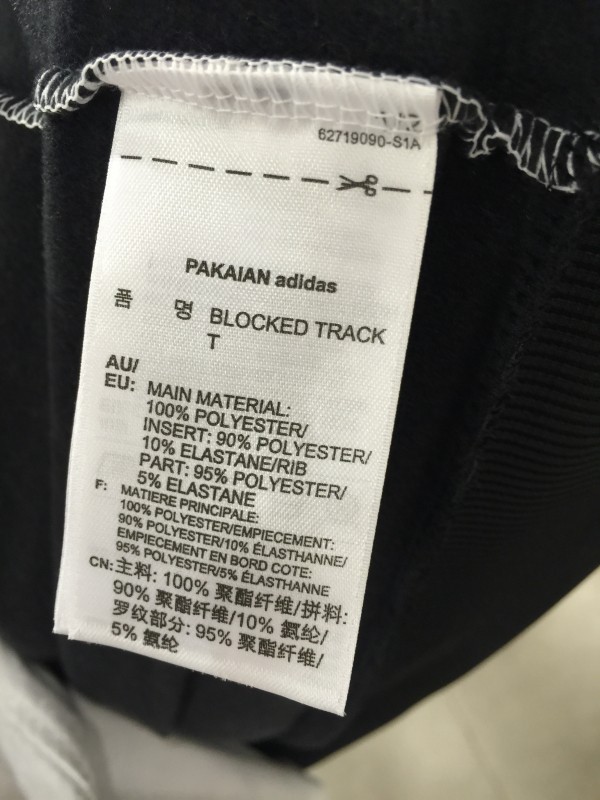 62719090-S1A
PAKAIAN adidas
품 명 BLOCKED TRACK
T
AU/
EU: MAIN MATERIAL:
100% POLYESTER/
INSERT: 90% POLYESTER/
10% ELASTANE/RIB
PART: 95% POLYESTER/
5% ELASTANE
F: MATIERE PRINCIPALE:
100% POLYESTER/EMPIECEMENT:
90% POLYESTER/10% ÉLASTHANNE/
EMPIECEMENT EN BORD COTE:
95% POLYESTER/5% ÉLASTHANNE
CN:主料: 100% 聚酯纤维/拼料:
90% 聚酯纤维/10% 氨纶/
罗纹部分: 95% 聚酯纤维/
5% 氨纶